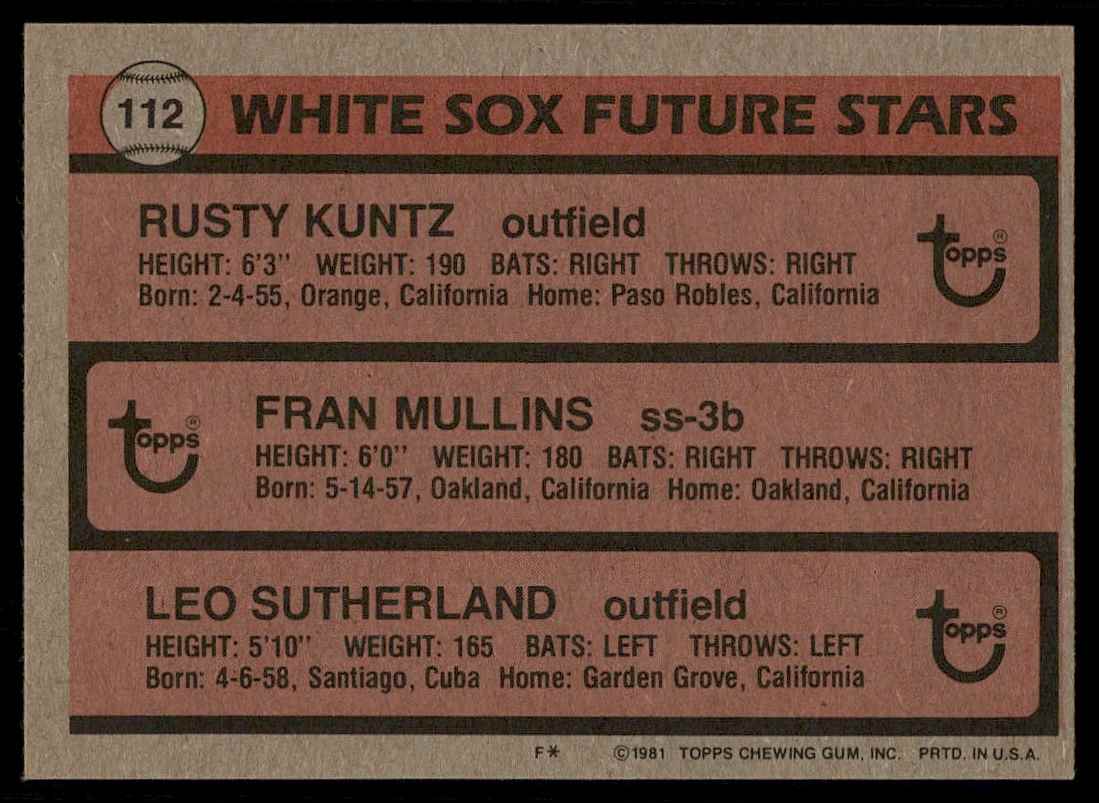 112 WHITE SOX FUTURE STARS
RUSTY KUNTZ outfield
HEIGHT: 6'3" WEIGHT: 190 BATS: RIGHT THROWS: RIGHT
Born: 2-4-55, Orange, California Home: Paso Robles, California
Topps®
FRAN MULLINS ss-3b
HEIGHT: 6'0" WEIGHT: 180 BATS: RIGHT THROWS: RIGHT
Born: 5-14-57, Oakland, California Home: Oakland, California
Topps®
LEO SUTHERLAND outfield
HEIGHT: 5'10" WEIGHT: 165 BATS: LEFT THROWS: LEFT
Born: 4-6-58, Santiago, Cuba Home: Garden Grove, California
Topps®
F* ©1981 TOPPS CHEWING GUM, INC. PRTD. IN U.S.A.